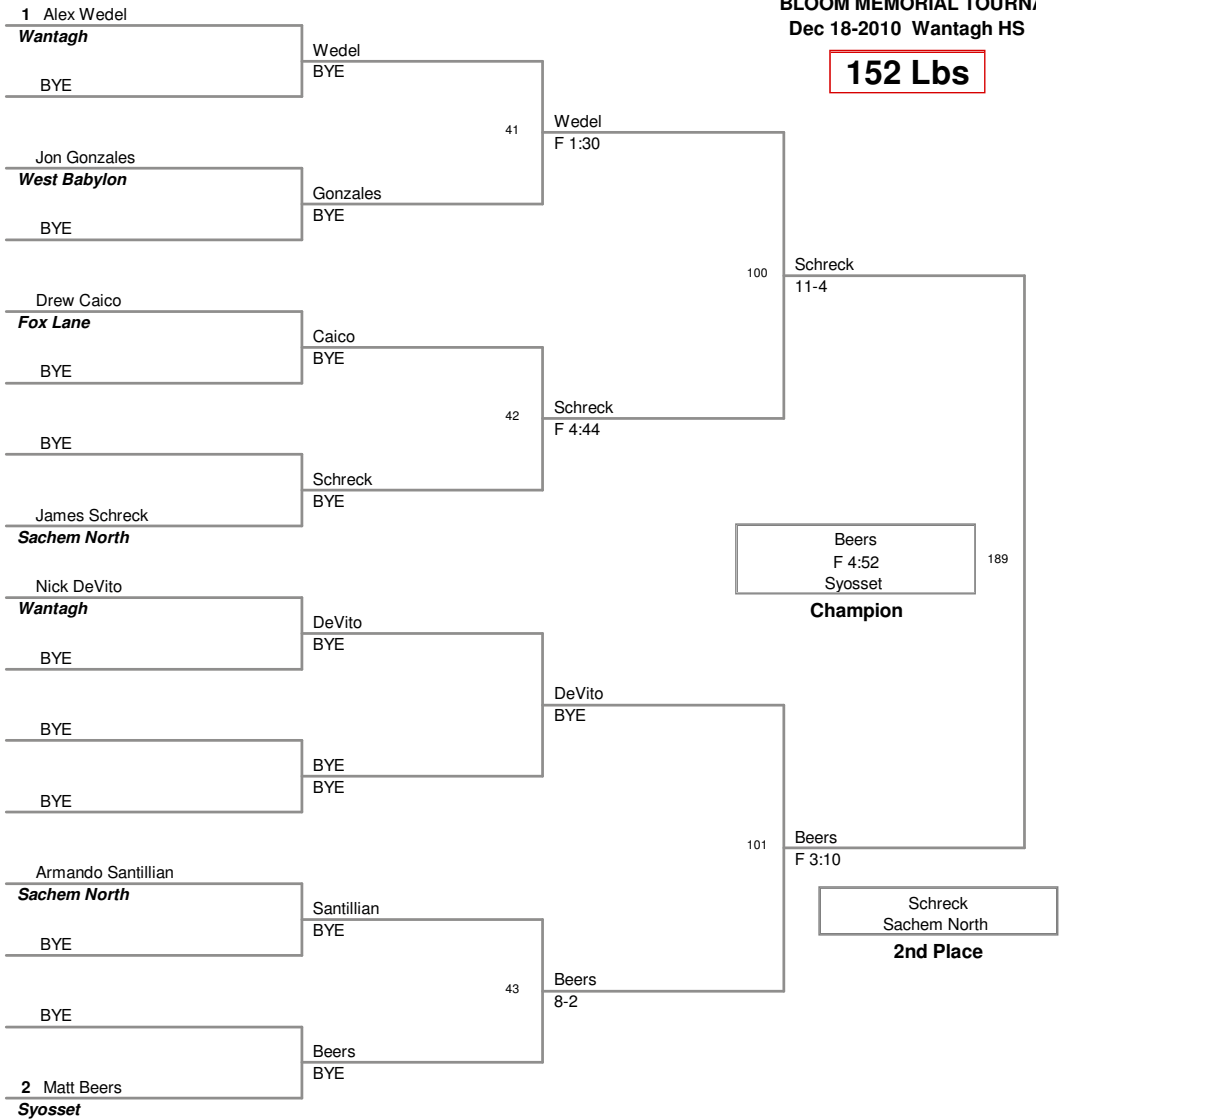 BLOOM MEMORIAL TOURNA
Dec 18-2010 Wantagh HS
152 Lbs
1 Alex Wedel
Wantagh
BYE
Wedel
BYE
Jon Gonzales
West Babylon
BYE
Gonzales
BYE
41
Wedel
F 1:30
Drew Caico
Fox Lane
BYE
Caico
BYE
BYE
James Schreck
Sachem North
Schreck
BYE
42
Schreck
F 4:44
100
Schreck
11-4
Nick DeVito
Wantagh
BYE
DeVito
BYE
BYE
BYE
BYE
BYE
DeVito
BYE
Armando Santillian
Sachem North
BYE
Santillian
BYE
BYE
2 Matt Beers
Syosset
Beers
BYE
43
Beers
8-2
101
Beers
F 3:10
189
Beers
F 4:52
Syosset
Champion
Schreck
Sachem North
2nd Place